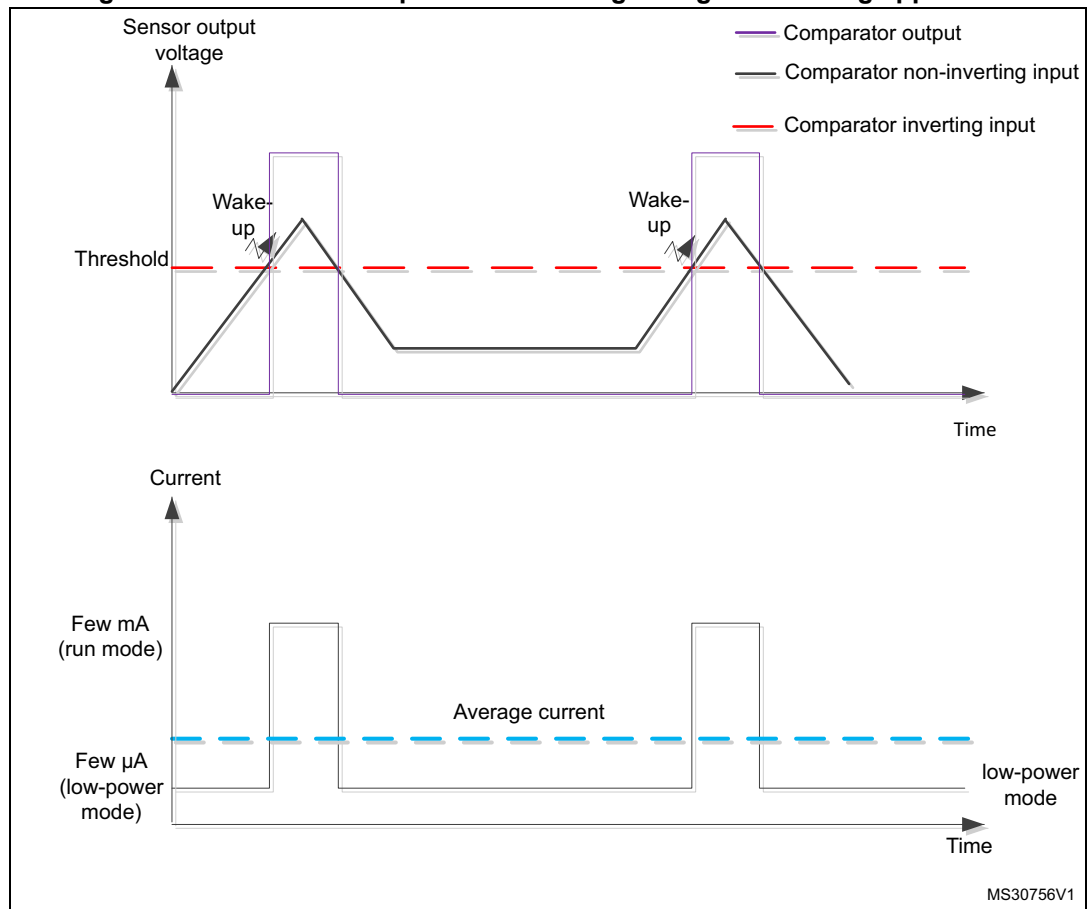 Sensor output
voltage
Comparator output
Comparator non-inverting input
Comparator inverting input
Wake-
up
Wake-
up
Threshold
Time
Current
Few mA
(run mode)
Average current
Few µA
(low-power
mode)
low-power
mode
Time
MS30756V1